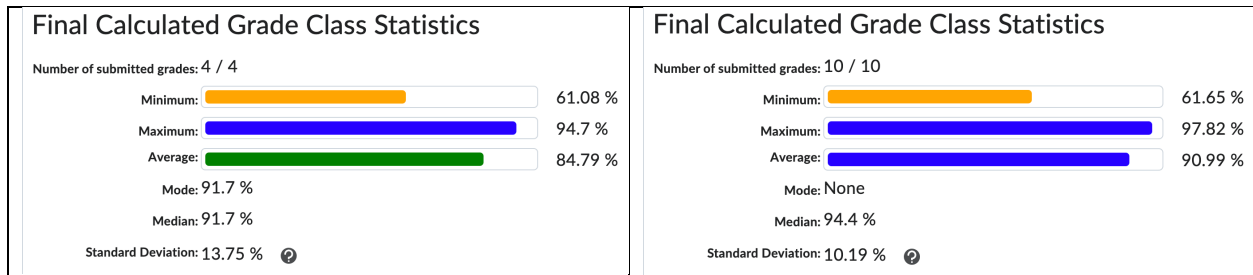 Final Calculated Grade Class Statistics
Number of submitted grades: 4 / 4
Minimum: 61.08 %
Maximum: 94.7 %
Average: 84.79 %
Mode: 91.7 %
Median: 91.7 %
Standard Deviation: 13.75 % ?
Final Calculated Grade Class Statistics
Number of submitted grades: 10 / 10
Minimum: 61.65 %
Maximum: 97.82 %
Average: 90.99 %
Mode: None
Median: 94.4 %
Standard Deviation: 10.19 % ?